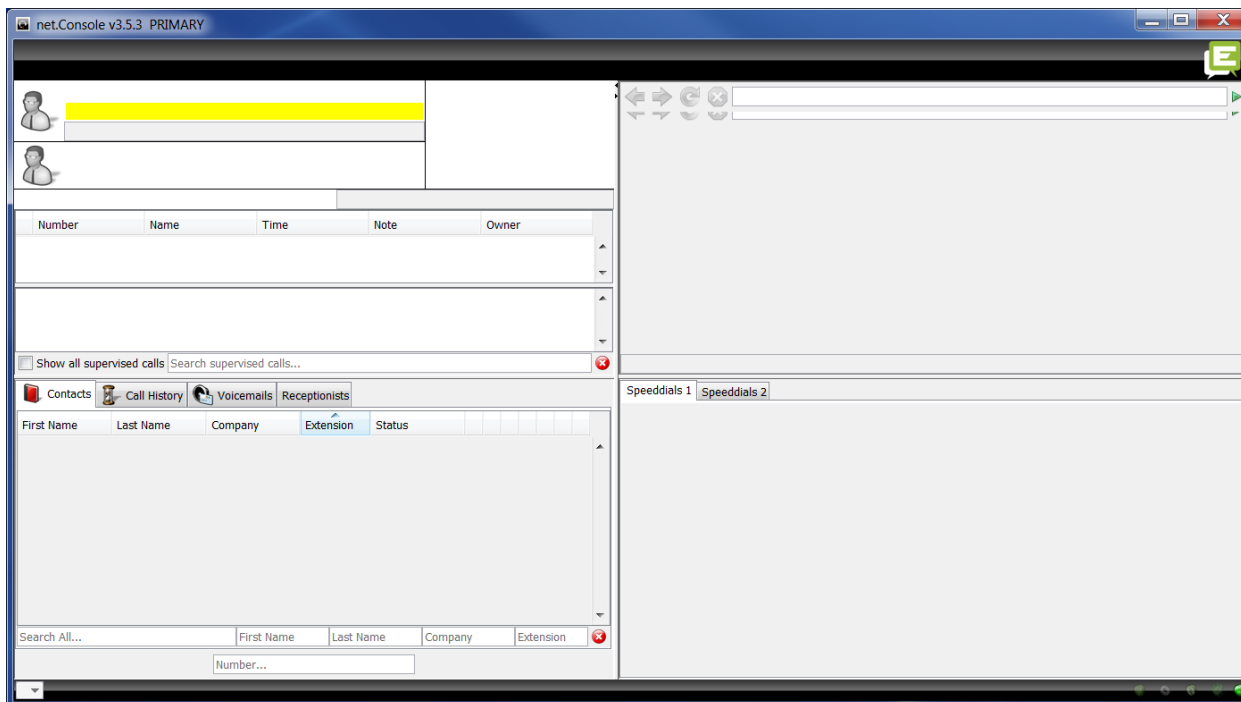 net.Console v3.5.3 PRIMARY
E
Number Name Time Note Owner
Show all supervised calls Search supervised calls...
Contacts Call History Voicemails Receptionists
First Name Last Name Company Extension Status
Search All... First Name Last Name Company Extension
Number...
Speeddials 1 Speeddials 2